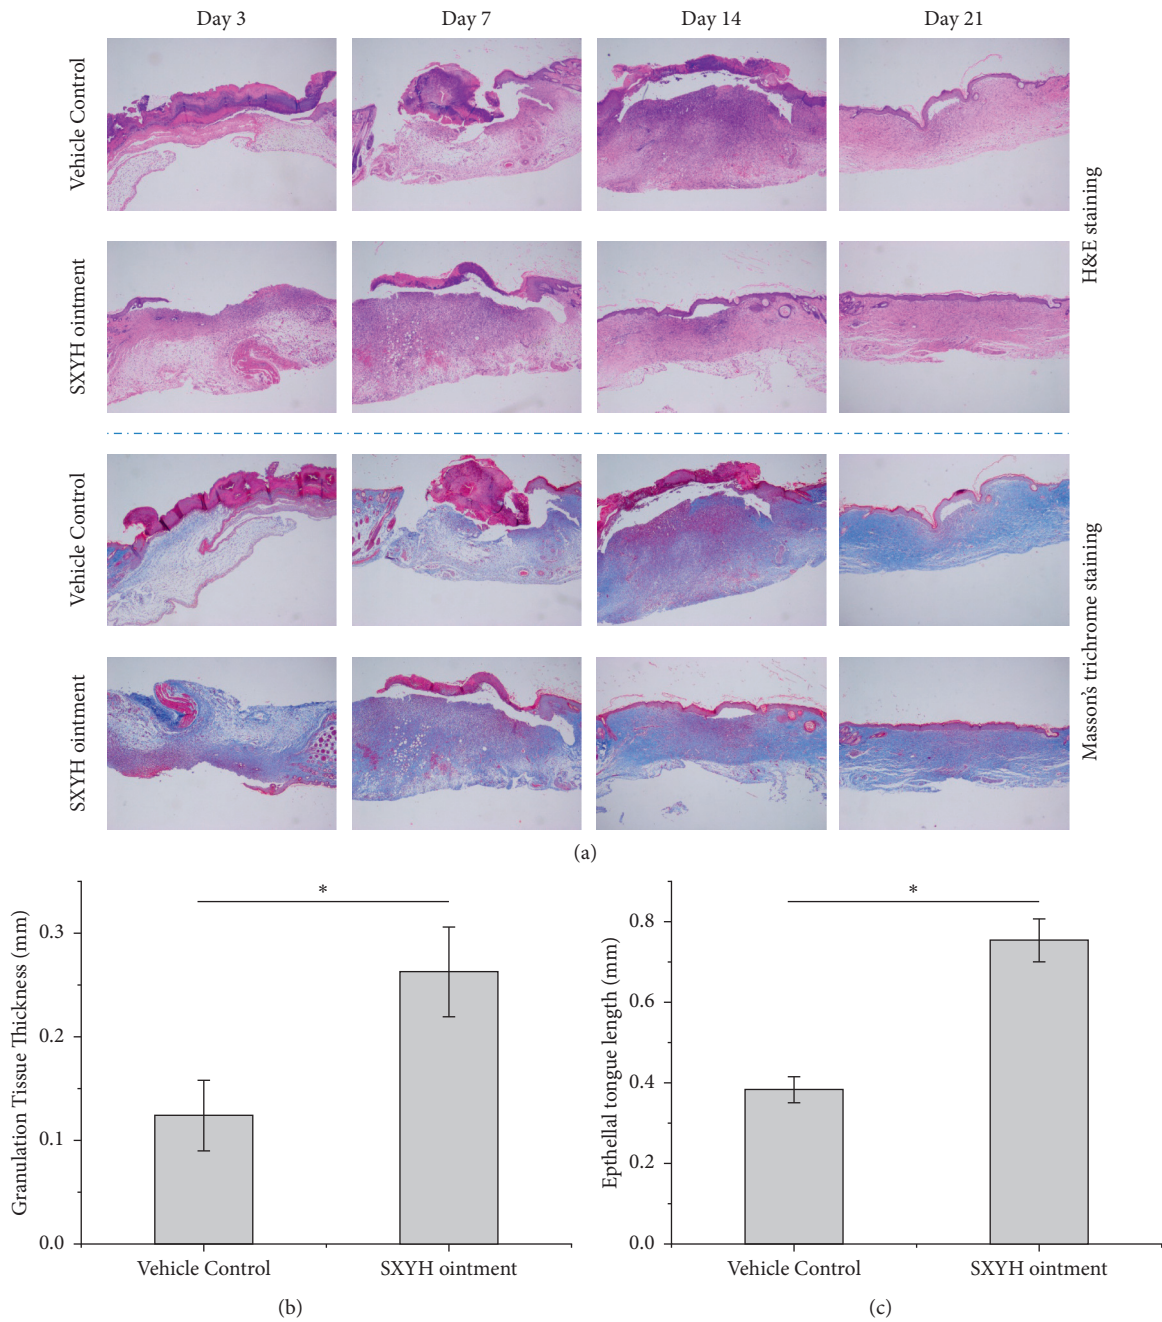 Day 3
Day 7
Day 14
Day 21
Vehicle Control
SXYH ointment
H&E staining
Vehicle Control
SXYH ointment
Masson's trichrome staining
(a)
Granulation Tissue Thickness (mm)
0.3
0.2
0.1
0.0
*
Vehicle Control
SXYH ointment
(b)
Epthellal tongue length (mm)
0.8
0.6
0.4
0.2
0.0
*
Vehicle Control
SXYH ointment
(c)